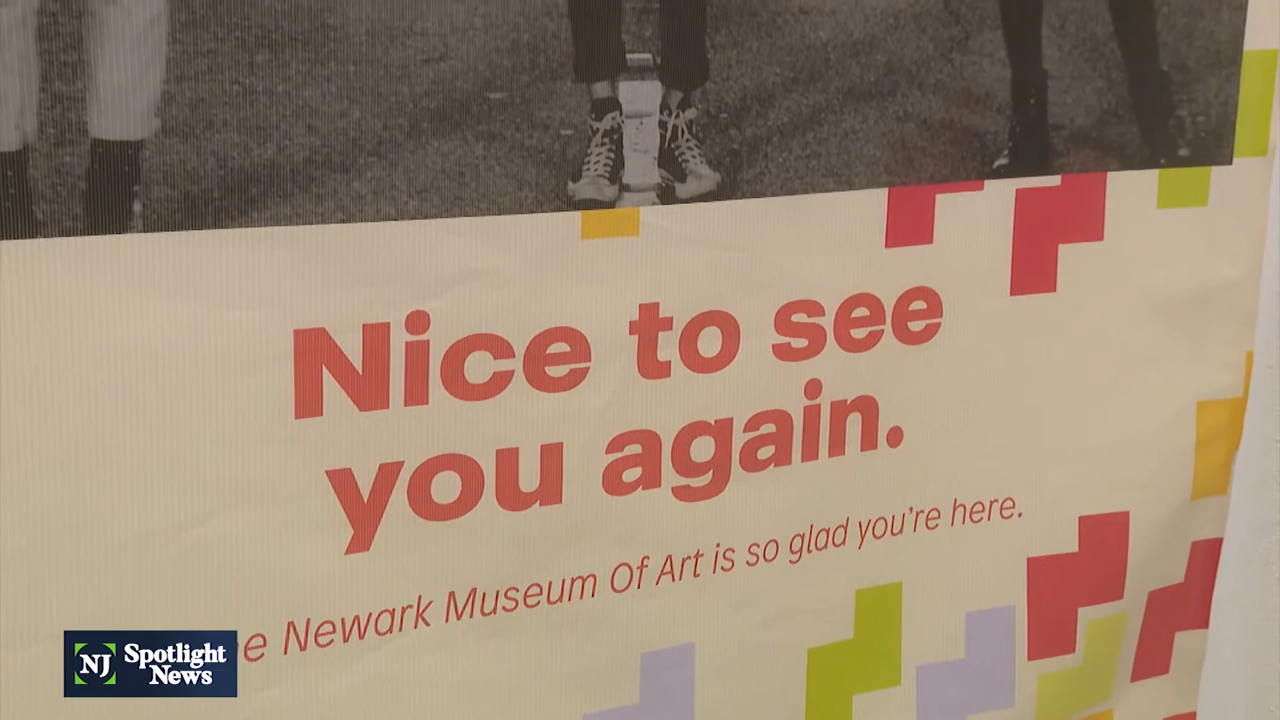 Nice to see
you again.
e Newark Museum Of Art is so glad you're here.
NJ Spotlight
News